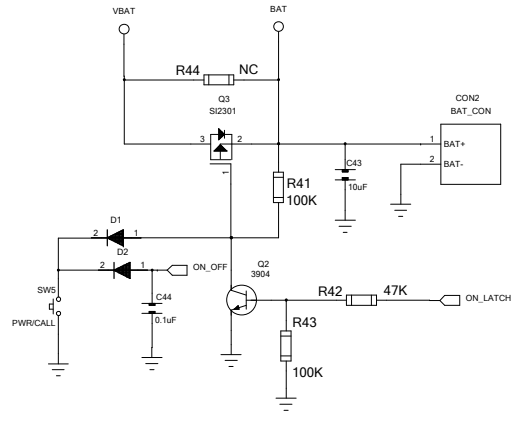 VBAT
BAT
R44
NC
Q3
SI2301
CON2
BAT_CON
3
2
1
1
BAT+
2
BAT-
C43
10uF
R41
100K
D1
2
1
D2
2
1
ON_OFF
SW5
PWR/CALL
C44
0.1uF
Q2
3904
R42
47K
ON_LATCH
R43
100K